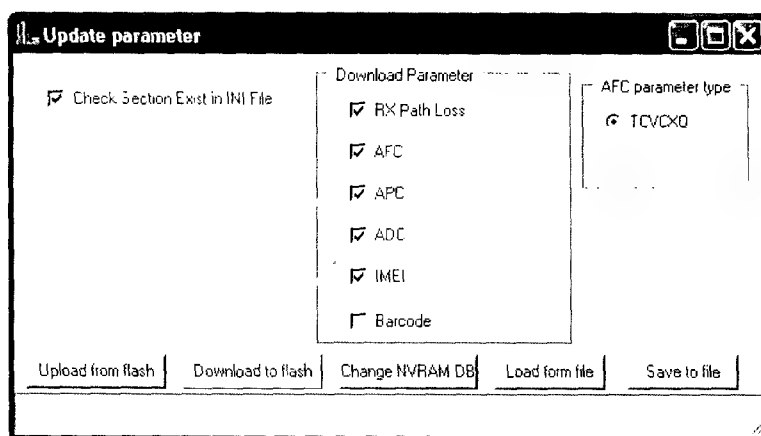 Update parameter
Check Section Exist in INI File
Download Parameter
RX Path Loss
AFC
APC
ADC
IMEI
Barcode
AFC parameter type
TCVCXO
Upload from flash
Download to flash
Change NVRAM DB
Load form file
Save to file